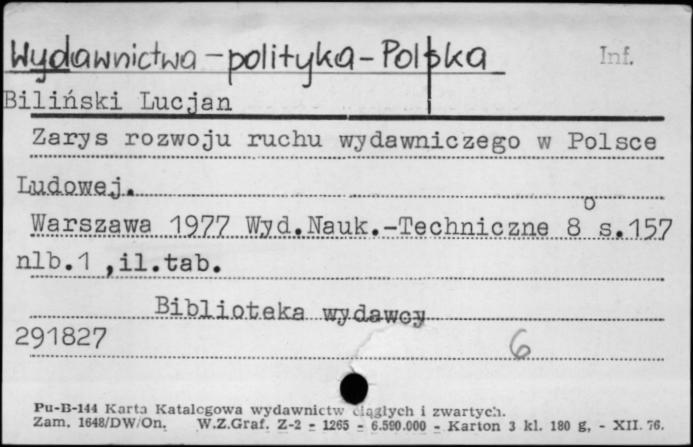 Wydawnictwa - polityka - Polska
Inf.
Biliński Lucjan
Zarys rozwoju ruchu wydawniczego w Polsce
Ludowej.
Warszawa 1977 Wyd.Nauk.-Techniczne 8° s.157
nlb.1 ,il.tab.
Biblioteka wydawcy
291827
6
Pu-B-144 Karta Katalogowa wydawnictw ciągłych i zwartych.
Zam. 1648/DW/On. W.Z.Graf. Z-2 - 1265 - 6.590.000 - Karton 3 kl. 180 g, - XII. 76.